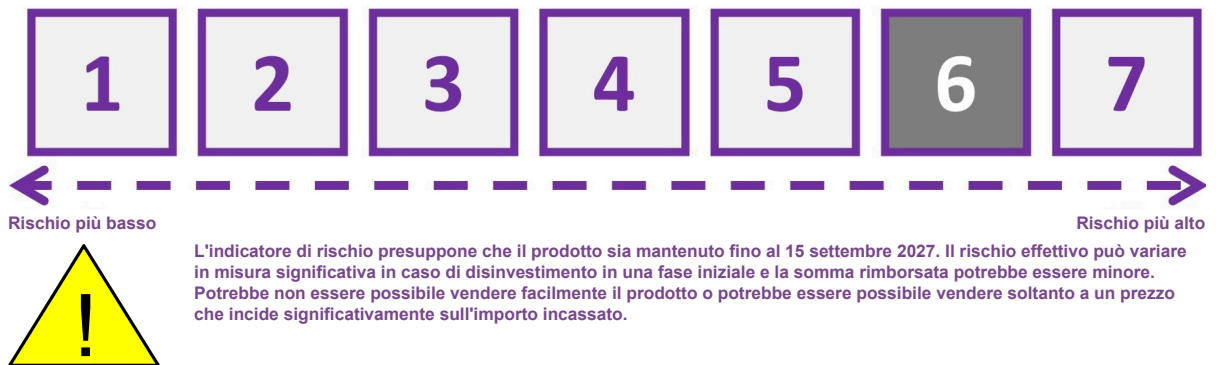 1 2 3 4 5 6 7
Rischio più basso Rischio più alto
L'indicatore di rischio presuppone che il prodotto sia mantenuto fino al 15 settembre 2027. Il rischio effettivo può variare
in misura significativa in caso di disinvestimento in una fase iniziale e la somma rimborsata potrebbe essere minore.
Potrebbe non essere possibile vendere facilmente il prodotto o potrebbe essere possibile vendere soltanto a un prezzo
che incide significativamente sull'importo incassato.
!